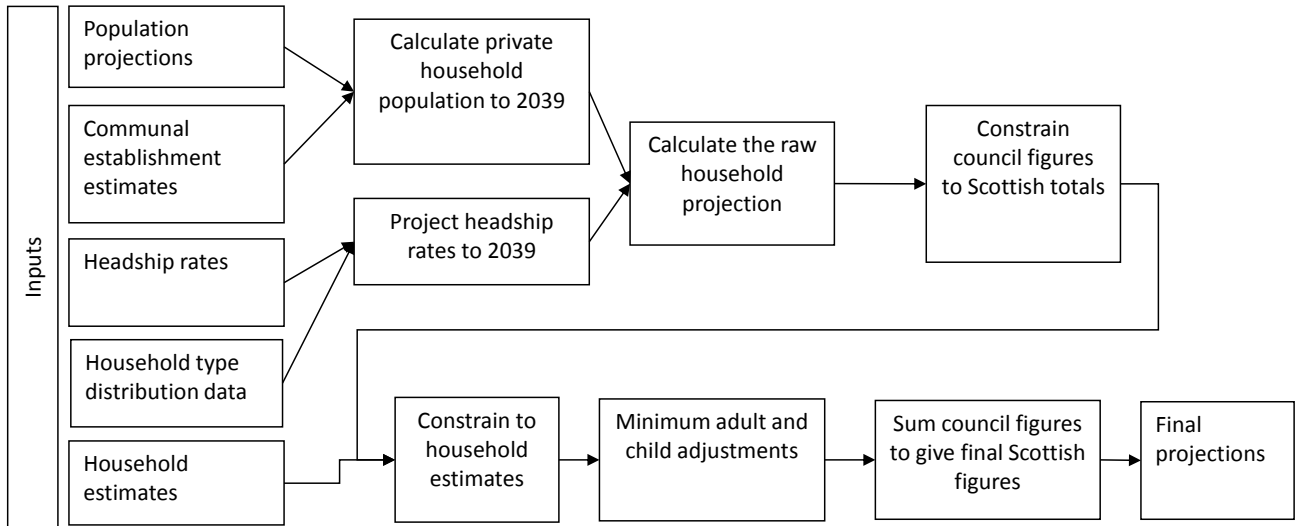 Inputs
Population
projections
Communal
establishment
estimates
Headship rates
Household type
distribution data
Household
estimates
Calculate private
household
population to 2039
Project headship
rates to 2039
Calculate the raw
household
projection
Constrain
council figures
to Scottish totals
Constrain to
household
estimates
Minimum adult and
child adjustments
Sum council figures
to give final Scottish
figures
Final
projections